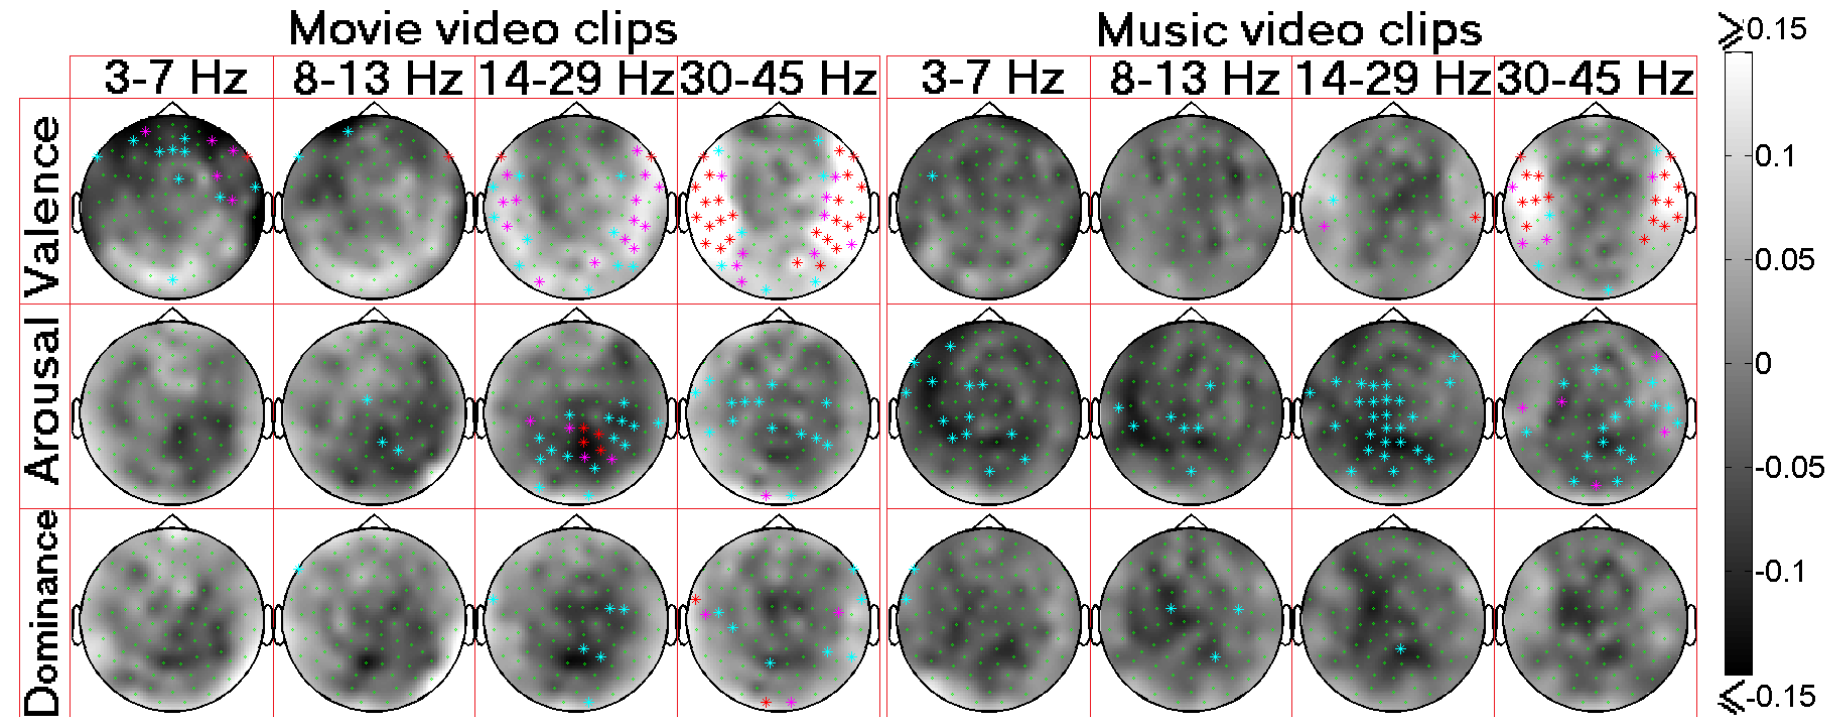 Movie video clips
Music video clips
3-7 Hz
8-13 Hz
14-29 Hz
30-45 Hz
3-7 Hz
8-13 Hz
14-29 Hz
30-45 Hz
Valence
Arousal
Dominance
⩾0.15
0.1
0.05
0
-0.05
-0.1
⩽-0.15